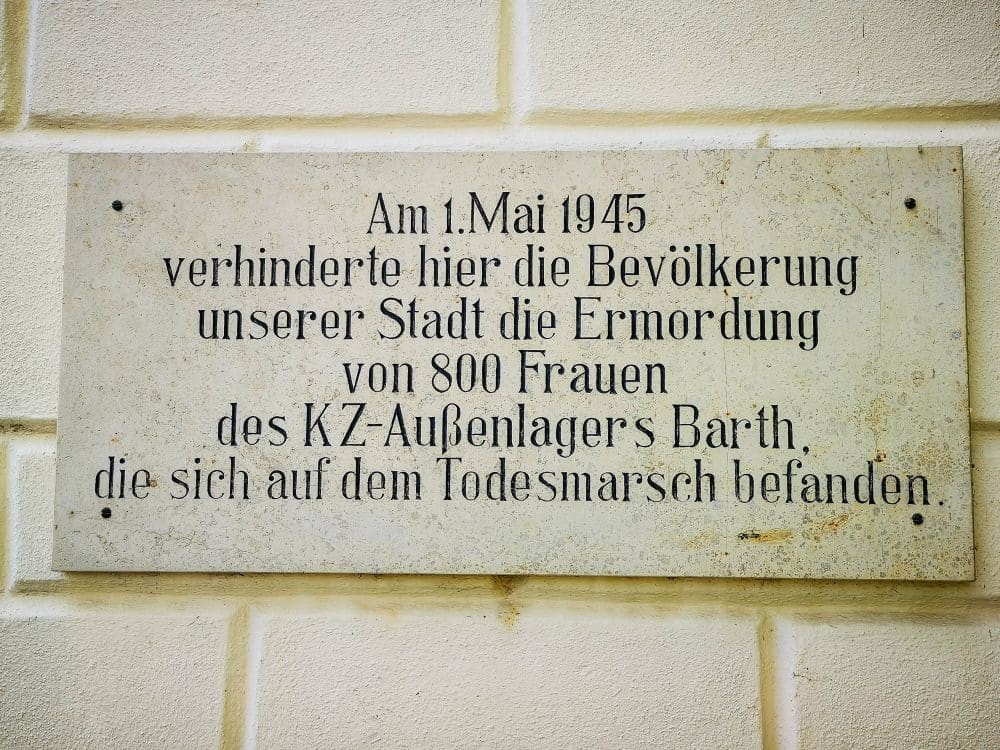 Am 1.Mai 1945
verhinderte hier die Bevölkerung
unserer Stadt die Ermordung
von 800 Frauen
des KZ-Außenlagers Barth,
die sich auf dem Todesmarsch befanden.